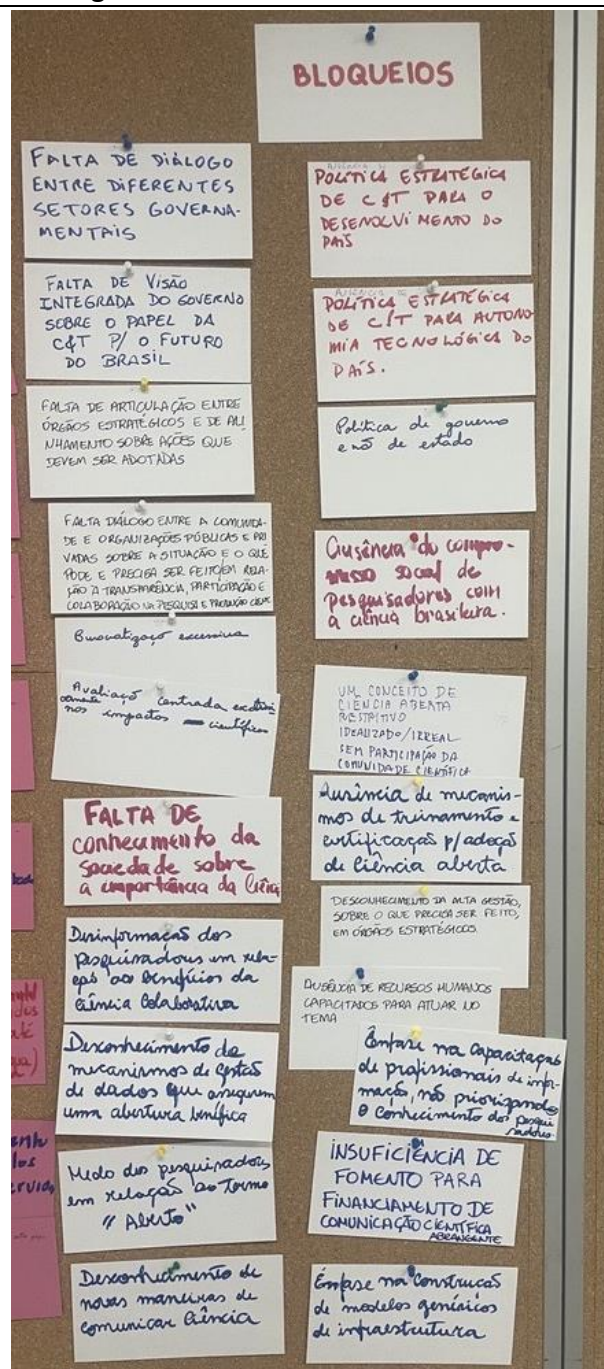 BLOQUEIOS
FALTA DE DIÁLOGO
ENTRE DIFERENTES
SETORES GOVERNA-
MENTAIS
FALTA DE VISÃO
INTEGRADA DO GOVERNO
SOBRE O PAPEL DA
C&T P/ O FUTURO
DO BRASIL
FALTA DE ARTICULAÇÃO ENTRE
ÓRGÃOS ESTRATÉGICOS E DE ALI
NHAMENTO SOBRE AÇÕES QUE
DEVEM SER ADOTADAS
FALTA DIÁLOGO ENTRE A COMUNIDA-
DE E ORGANIZAÇÕES PÚBLICAS E PRI
VADAS SOBRE A SITUAÇÃO E O QUE
PODE E PRECISA SER FEITO EM RELA-
ÇÃO À TRANSPARÊNCIA, PARTICIPAÇÃO E
COLABORAÇÃO NA PESQUISA E PRODUÇÃO
Burocratização excessiva
Avaliação centrada
nos impactos científicos
FALTA DE
conhecimento da
sociedade sobre
a importância da Ciência
Desinformação dos
pesquisadores em rela-
ção aos benefícios da
Ciência Colaborativa
Desconhecimento de
mecanismos de gestão
de dados que assegurem
uma abertura benéfica
Medo dos pesquisadores
em relação ao termo
"Aberto"
Desconhecimento de
novas maneiras de
comunicar Ciência
AUSÊNCIA
POLÍTICA ESTRATÉGICA
DE C&T PARA O
DESENVOLVIMENTO DO
PAÍS
AUSÊNCIA
POLÍTICA ESTRATÉGICA
DE C&T PARA AUTONO
MIA TECNOLÓGICA DO
PAÍS.
Política de governo
e não de estado
Ausência do compro-
misso social de
pesquisadores com
a ciência brasileira.
UM CONCEITO DE
CIÊNCIA ABERTA
RESTRITIVO
IDEALIZADO/IRREAL
SEM PARTICIPAÇÃO DA
COMUNIDADE CIENTÍFICA
Ausência de mecanis-
mos de treinamento e
certificação p/ adoção
de Ciência aberta
DESCONHECIMENTO DA ALTA GESTÃO,
SOBRE O QUE PRECISA SER FEITO,
EM ÓRGÃOS ESTRATÉGICOS.
AUSÊNCIA DE RECURSOS HUMANOS
CAPACITADOS PARA ATUAR NO
TEMA
Ênfase na capacitação
de profissionais de infor-
mação, não priorizando
o conhecimento dos pesqui
sadores.
INSUFICIÊNCIA DE
FOMENTO PARA
FINANCIAMENTO DE
COMUNICAÇÃO CIENTÍFICA
ABRANGENTE
Ênfase na construção
de modelos genéricos
de infraestrutura